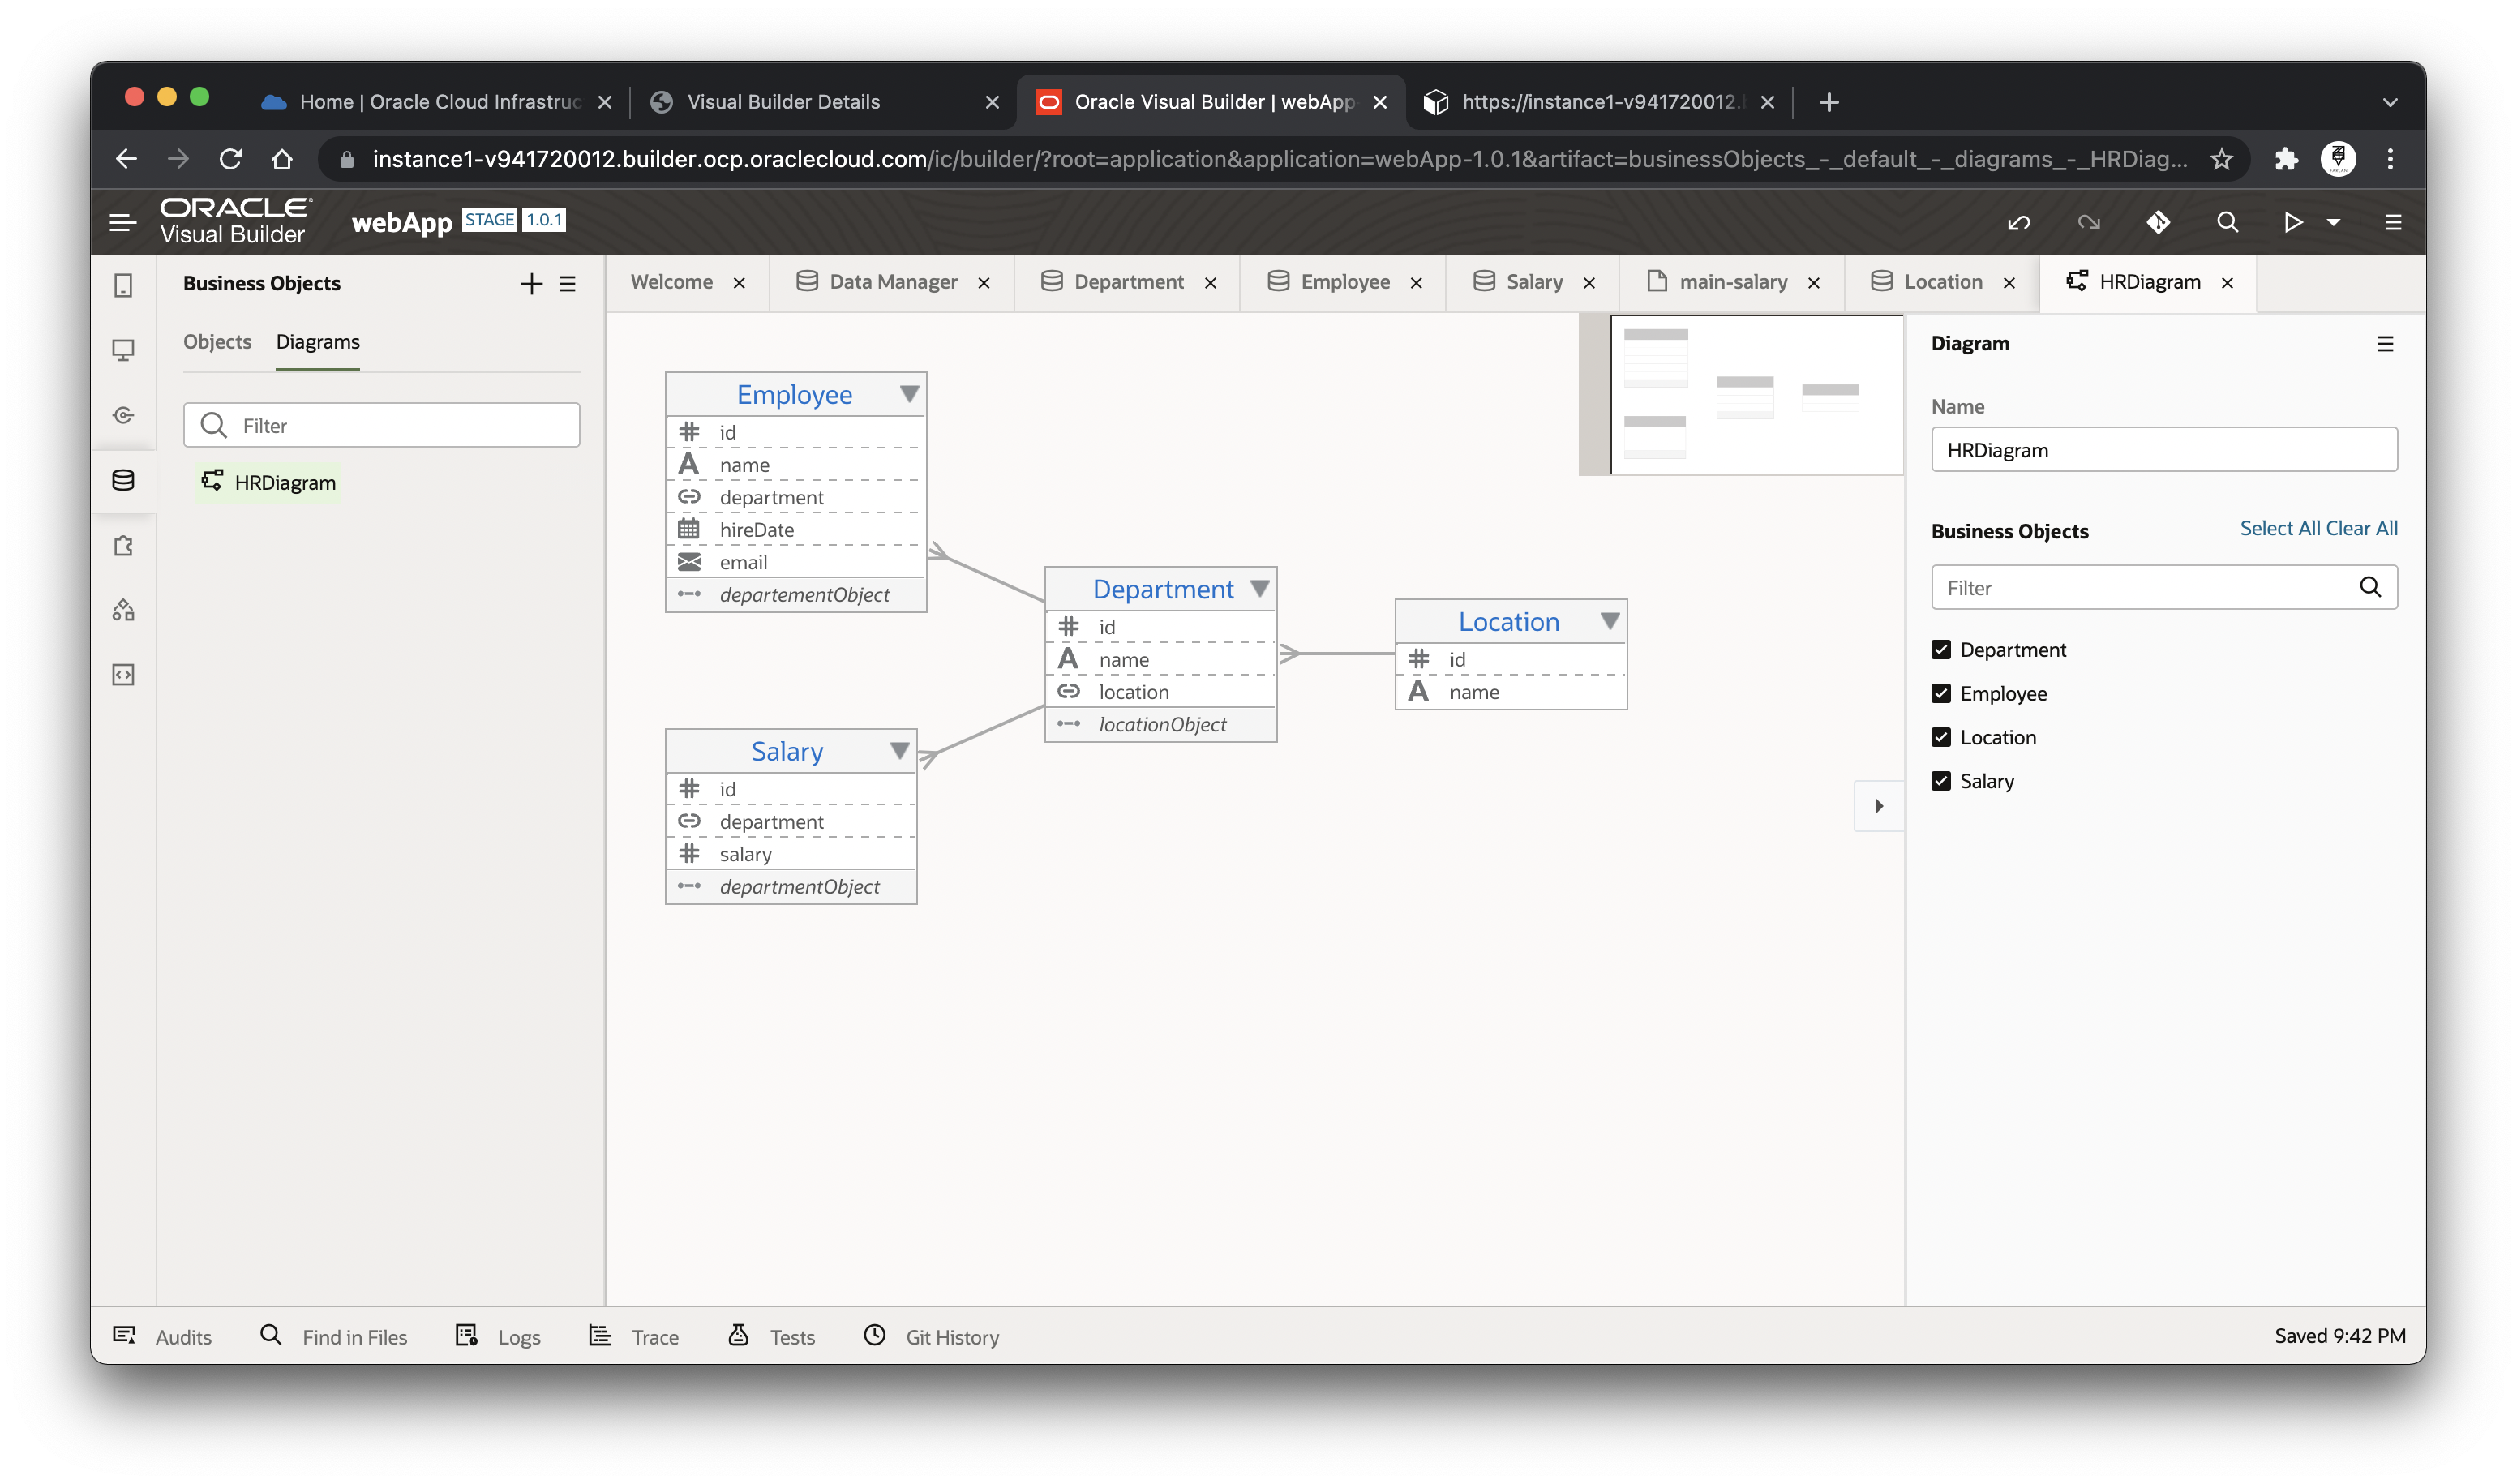 Home | Oracle Cloud Infrastruc
Visual Builder Details
Oracle Visual Builder | webApp-
https://instance1-v941720012.b
instance1-v941720012.builder.ocp.oraclecloud.com/ic/builder/?root=application&application=webApp-1.0.1&artifact=businessObjects_-_default_-_diagrams_-_HRDiag...
ORACLE
Visual Builder
webApp STAGE 1.0.1
Business Objects
Objects Diagrams
Filter
HRDiagram
Welcome
Data Manager
Department
Employee
Salary
main-salary
Location
HRDiagram
Employee
id
name
department
hireDate
email
departementObject
Department
id
name
location
locationObject
Location
id
name
Salary
id
department
salary
departmentObject
Diagram
Name
HRDiagram
Business Objects Select All Clear All
Filter
Department
Employee
Location
Salary
Audits Find in Files Logs Trace Tests Git History Saved 9:42 PM